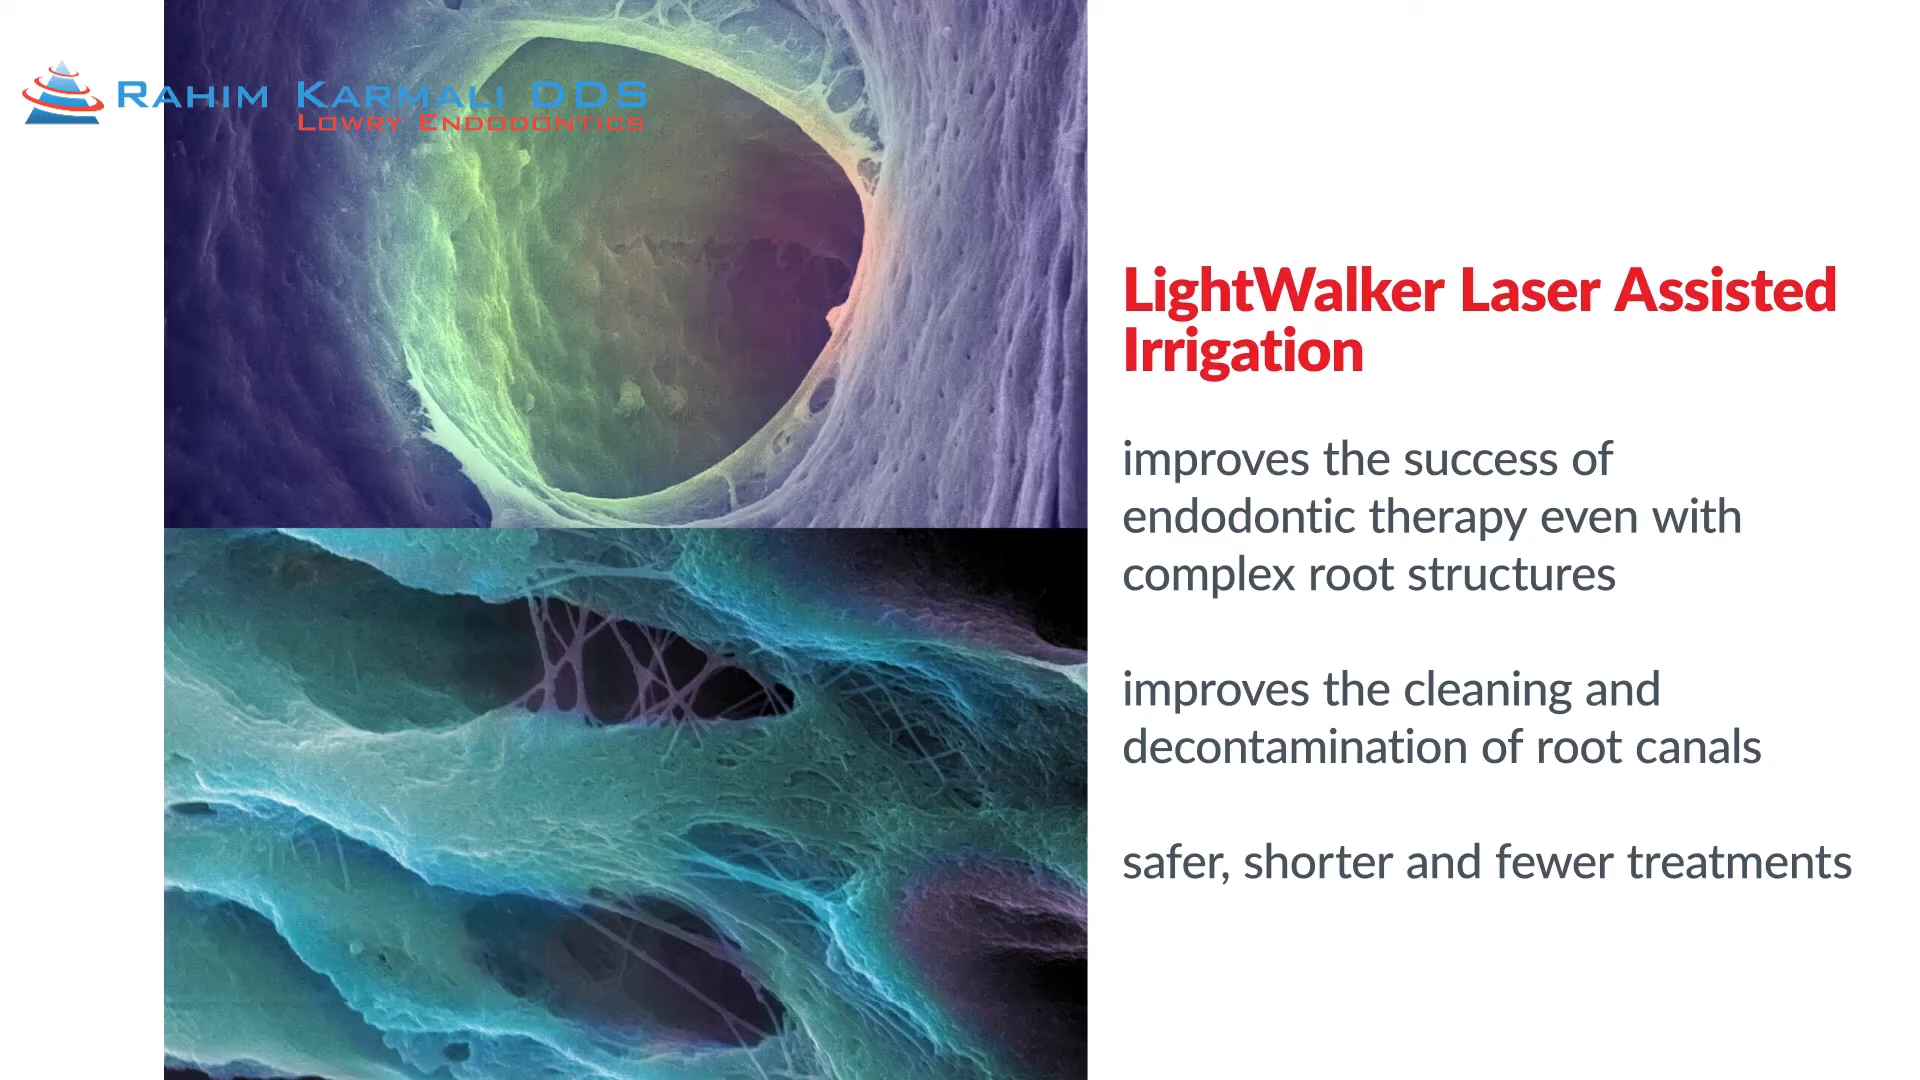 Rahim Karmali DDS
Lowry Endodontics
LightWalker Laser Assisted
Irrigation
improves the success of
endodontic therapy even with
complex root structures
improves the cleaning and
decontamination of root canals
safer, shorter and fewer treatments